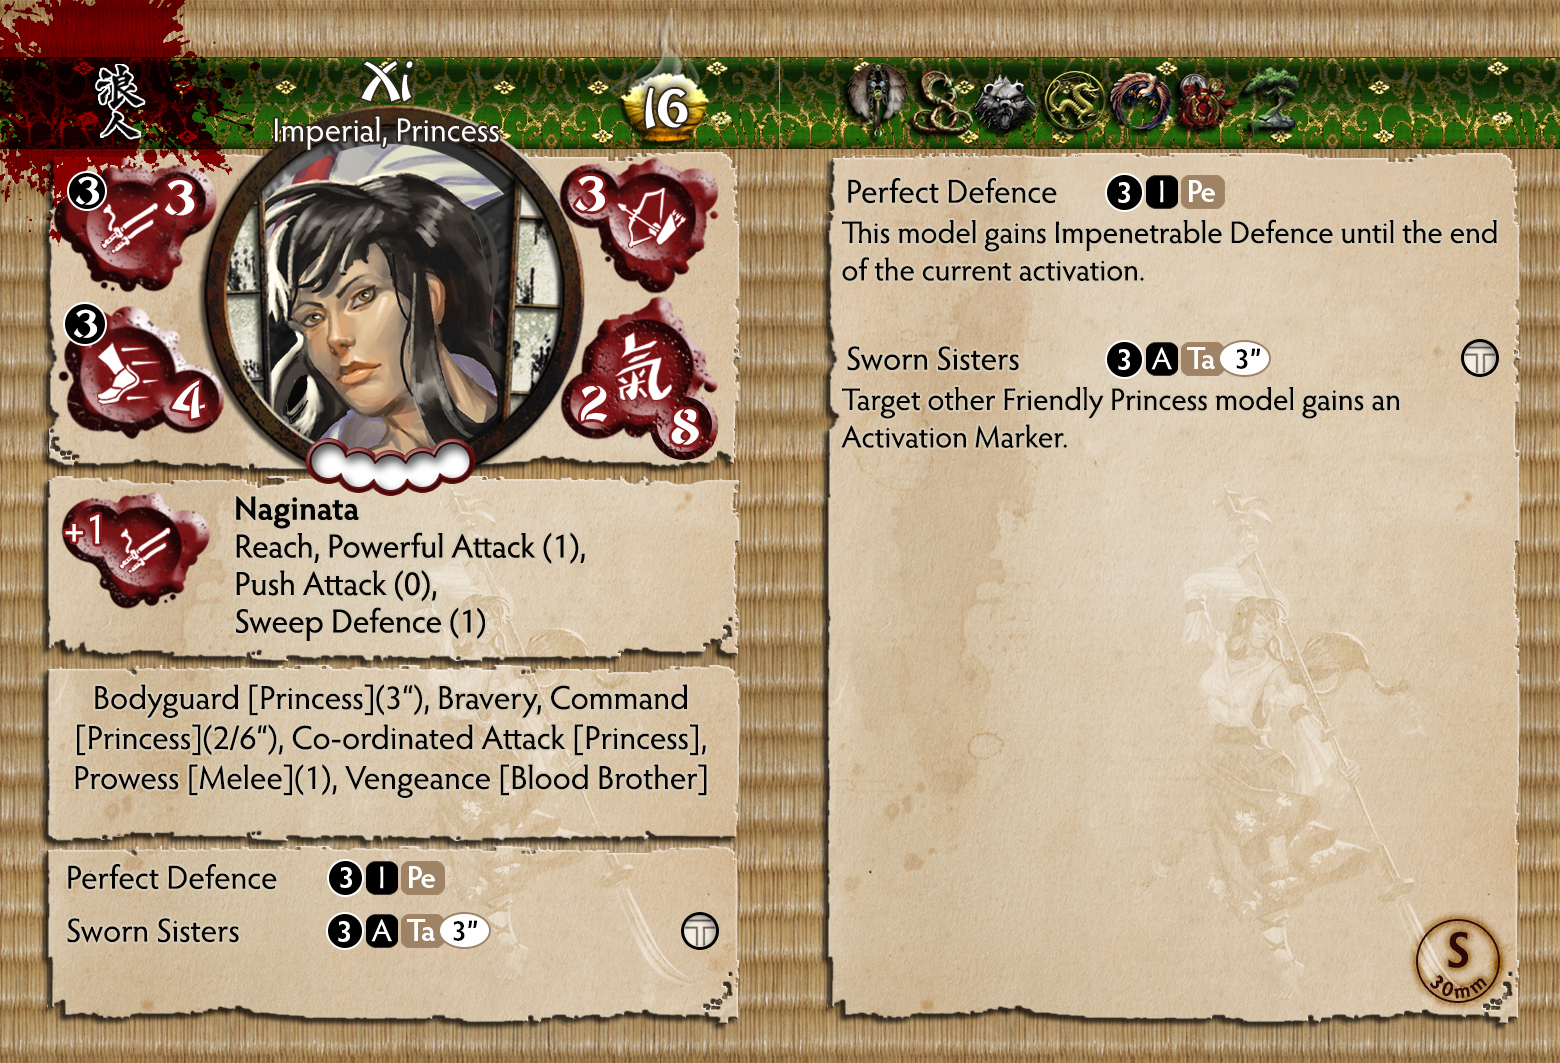 浪人
Xi
Imperial, Princess
16
3 3
3
3 4
氣
2 8
+1
Naginata
Reach, Powerful Attack (1),
Push Attack (0),
Sweep Defence (1)
Bodyguard [Princess](3“), Bravery, Command
[Princess](2/6“), Co-ordinated Attack [Princess],
Prowess [Melee](1), Vengeance [Blood Brother]
Perfect Defence 3 I Pe
Sworn Sisters 3 A Ta 3” T
Perfect Defence 3 I Pe
This model gains Impenetrable Defence until the end
of the current activation.
Sworn Sisters 3 A Ta 3” T
Target other Friendly Princess model gains an
Activation Marker.
S
30mm